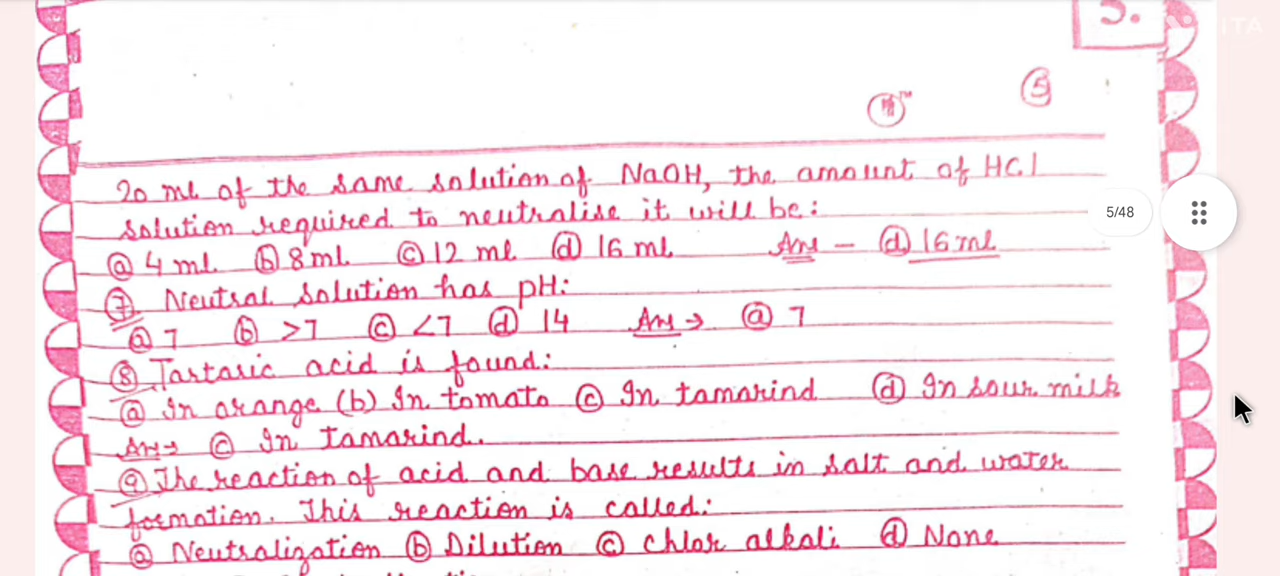 5.
5
20 ml of the same solution of NaOH, the amount of HCl
solution required to neutralise it will be:
(a) 4 ml (b) 8 ml (c) 12 ml (d) 16 ml Ans - (d) 16 ml
(7) Neutral solution has pH:
(a) 7 (b) >7 (c) <7 (d) 14 Ans → (a) 7
(8) Tartaric acid is found:
(a) In orange (b) In tomato (c) In tamarind (d) In sour milk
Ans → (c) In tamarind.
(9) The reaction of acid and base results in salt and water
formation. This reaction is called:
(a) Neutralization (b) Dilution (c) Chlor alkali (d) None
5/48